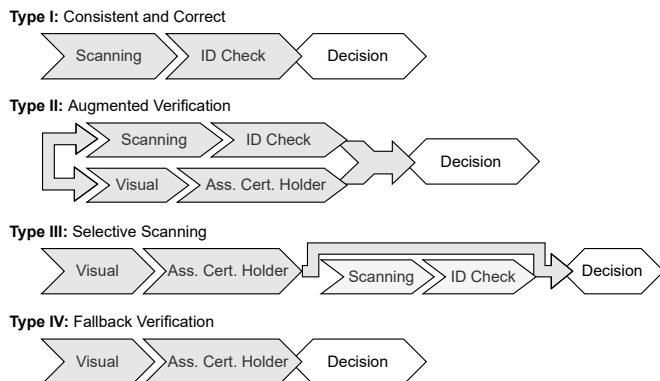 Type I: Consistent and Correct
Scanning ID Check Decision
Type II: Augmented Verification
Scanning ID Check
Decision
Visual Ass. Cert. Holder
Type III: Selective Scanning
Visual Ass. Cert. Holder Scanning ID Check Decision
Type IV: Fallback Verification
Visual Ass. Cert. Holder Decision